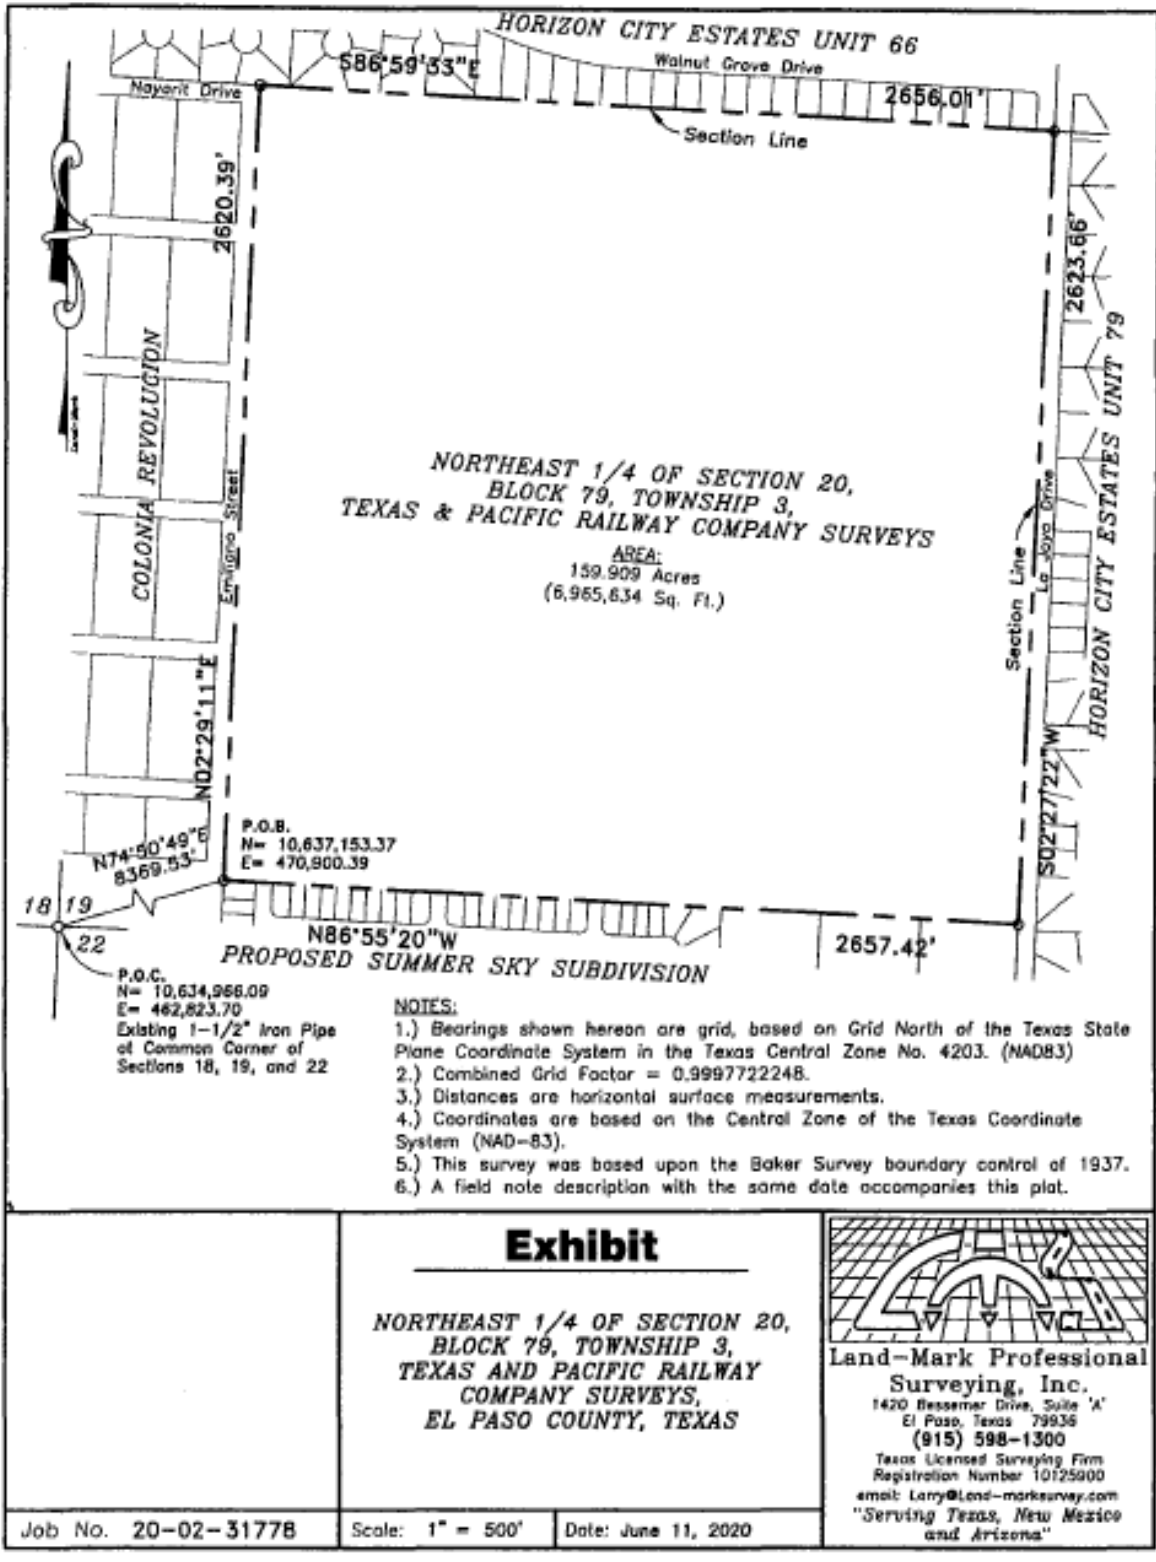 HORIZON CITY ESTATES UNIT 66
S86°59'33"E
Walnut Grove Drive
Nayarit Drive
2656.01'
Section Line
2620.39'
2623.66'
COLONIA REVOLUCION
HORIZON CITY ESTATES UNIT 79
NORTHEAST 1/4 OF SECTION 20,
BLOCK 79, TOWNSHIP 3,
TEXAS & PACIFIC RAILWAY COMPANY SURVEYS
AREA:
159.909 Acres
(6,965,634 Sq. Ft.)
Emiliano Street
La Jaya Drive
Section Line
N02°29'11"E
S02°27'22"W
P.O.B.
N= 10,637,153.37
E= 470,900.39
N74°50'49"E
8369.53'
18 19
22
N86°55'20"W
2657.42'
PROPOSED SUMMER SKY SUBDIVISION
P.O.C.
N= 10,634,966.09
E= 462,823.70
Existing 1-1/2" Iron Pipe
at Common Corner of
Sections 18, 19, and 22
NOTES:
1.) Bearings shown hereon are grid, based on Grid North of the Texas State
Plane Coordinate System in the Texas Central Zone No. 4203. (NAD83)
2.) Combined Grid Factor = 0.9997722248.
3.) Distances are horizontal surface measurements.
4.) Coordinates are based on the Central Zone of the Texas Coordinate
System (NAD-83).
5.) This survey was based upon the Baker Survey boundary control of 1937.
6.) A field note description with the same date accompanies this plat.
Exhibit
NORTHEAST 1/4 OF SECTION 20,
BLOCK 79, TOWNSHIP 3,
TEXAS AND PACIFIC RAILWAY
COMPANY SURVEYS,
EL PASO COUNTY, TEXAS
Land-Mark Professional
Surveying, Inc.
1420 Bessemer Drive, Suite 'A'
El Paso, Texas 79936
(915) 598-1300
Texas Licensed Surveying Firm
Registration Number 10125900
email: Larry@Land-marksurvey.com
"Serving Texas, New Mexico
and Arizona"
Job No. 20-02-31778
Scale: 1" = 500'
Date: June 11, 2020